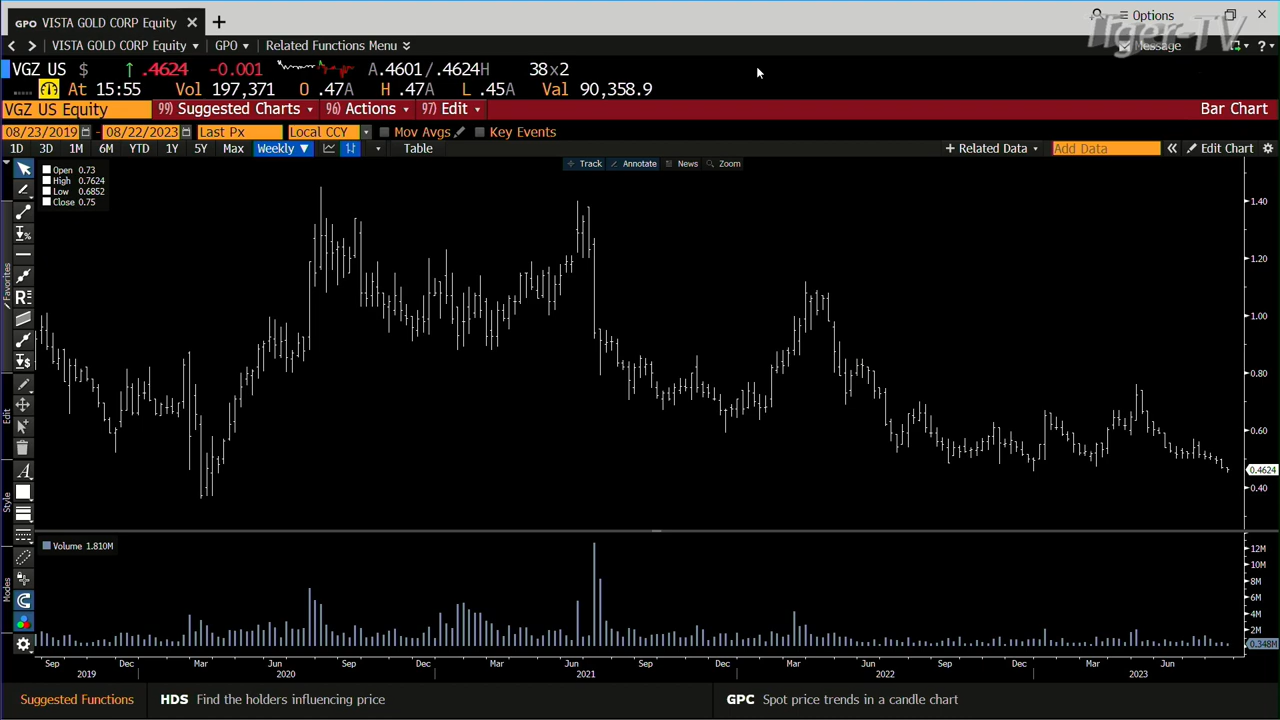 GPO VISTA GOLD CORP Equity × +
Options
VISTA GOLD CORP Equity GPO Related Functions Menu
Message
Tiger-TV
VGZ US $ ↑ .4624 -0.001 A.4601/.4624H 38x2
At 15:55 Vol 197,371 O .47A H .47A L .45A Val 90,358.9
VGZ US Equity 99) Suggested Charts 96) Actions 97) Edit Bar Chart
08/23/2019 - 08/22/2023 Last Px Local CCY Mov Avgs Key Events
1D 3D 1M 6M YTD 1Y 5Y Max Weekly ▼ Table + Related Data Add Data « Edit Chart
Track Annotate News Zoom
Open 0.73
High 0.7624
Low 0.6852
Close 0.75
Favorites
Edit
Style
Modes
1.40
1.20
1.00
0.80
0.60
0.4624
0.40
Volume 1.810M
12M
10M
8M
6M
4M
2M
0.348M
Sep Dec Mar Jun Sep Dec Mar Jun Sep Dec Mar Jun Sep Dec Mar Jun
2019 2020 2021 2022 2023
Suggested Functions HDS Find the holders influencing price GPC Spot price trends in a candle chart